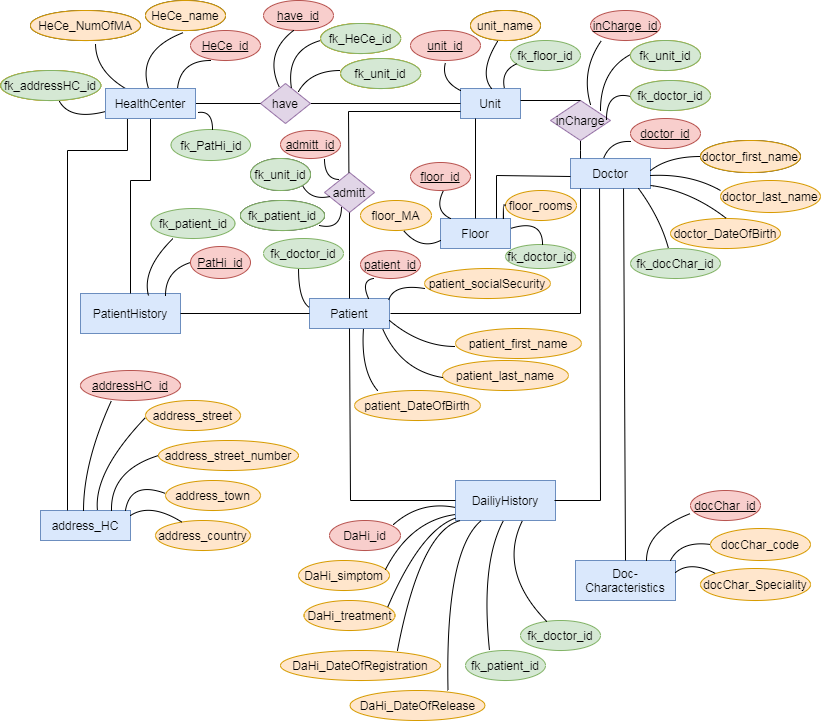 HeCe_NumOfMA
HeCe_name
have_id
unit_name
inCharge_id
HeCe_id
fk_HeCe_id
unit_id
fk_floor_id
fk_unit_id
fk_addressHC_id
fk_unit_id
fk_doctor_id
HealthCenter
have
Unit
inCharge
fk_PatHi_id
admitt_id
doctor_id
doctor_first_name
fk_unit_id
admitt
floor_id
Doctor
doctor_last_name
fk_patient_id
floor_MA
floor_rooms
fk_patient_id
Floor
doctor_DateOfBirth
fk_doctor_id
fk_doctor_id
PatHi_id
patient_id
fk_docChar_id
patient_socialSecurity
PatientHistory
Patient
patient_first_name
patient_last_name
addressHC_id
patient_DateOfBirth
address_street
address_street_number
address_town
DailiyHistory
docChar_id
address_HC
address_country
DaHi_id
docChar_code
DaHi_simptom
Doc-
Characteristics
docChar_Speciality
DaHi_treatment
fk_doctor_id
DaHi_DateOfRegistration
fk_patient_id
DaHi_DateOfRelease